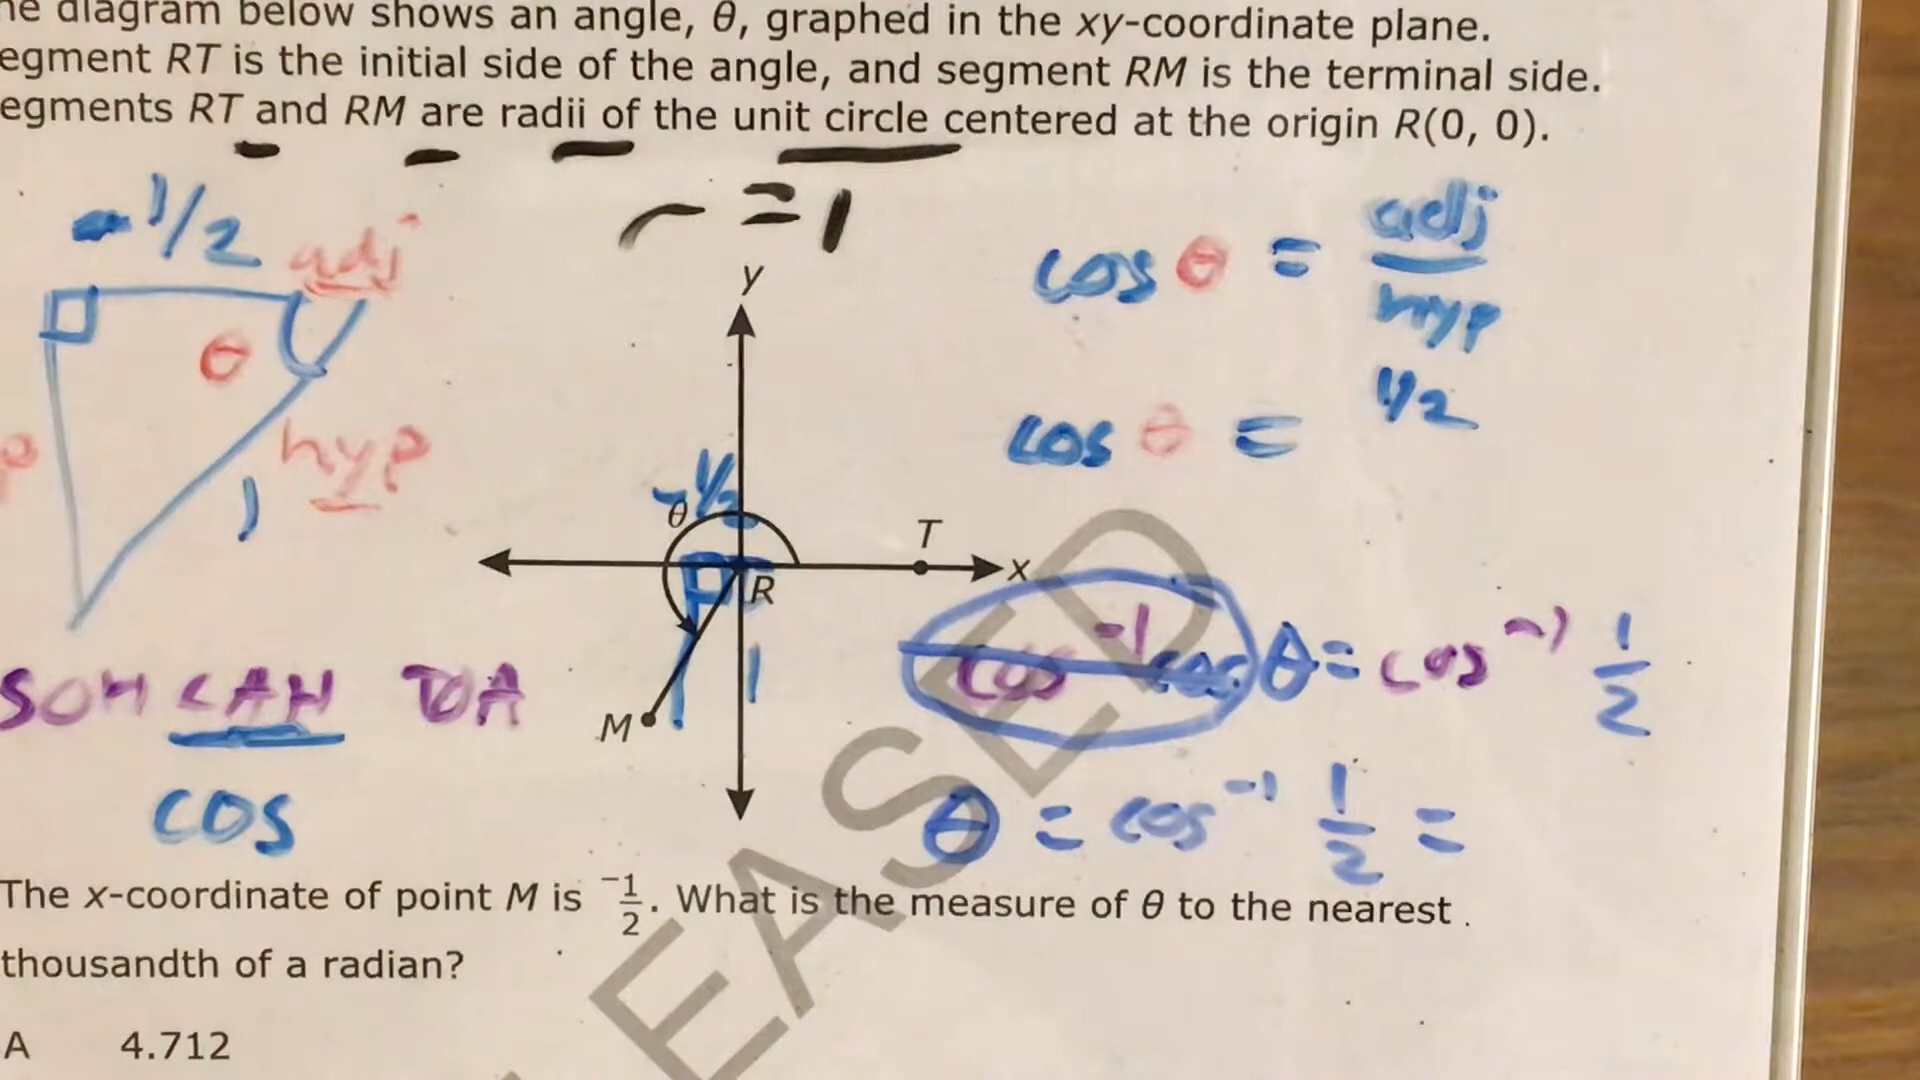 he diagram below shows an angle, θ, graphed in the xy-coordinate plane.
egment RT is the initial side of the angle, and segment RM is the terminal side.
egments RT and RM are radii of the unit circle centered at the origin R(0, 0).
r = 1
-1/2 adj
cos θ = adj/hyp
y
θ
hyp
1
cos θ = 1/2
-1/2
θ
T
x
R
1
M
p
SOH CAH TOA
cos
cos⁻¹ cos θ = cos⁻¹ 1/2
θ = cos⁻¹ 1/2 =
The x-coordinate of point M is ⁻1/2. What is the measure of θ to the nearest
thousandth of a radian?
A 4.712
EASED